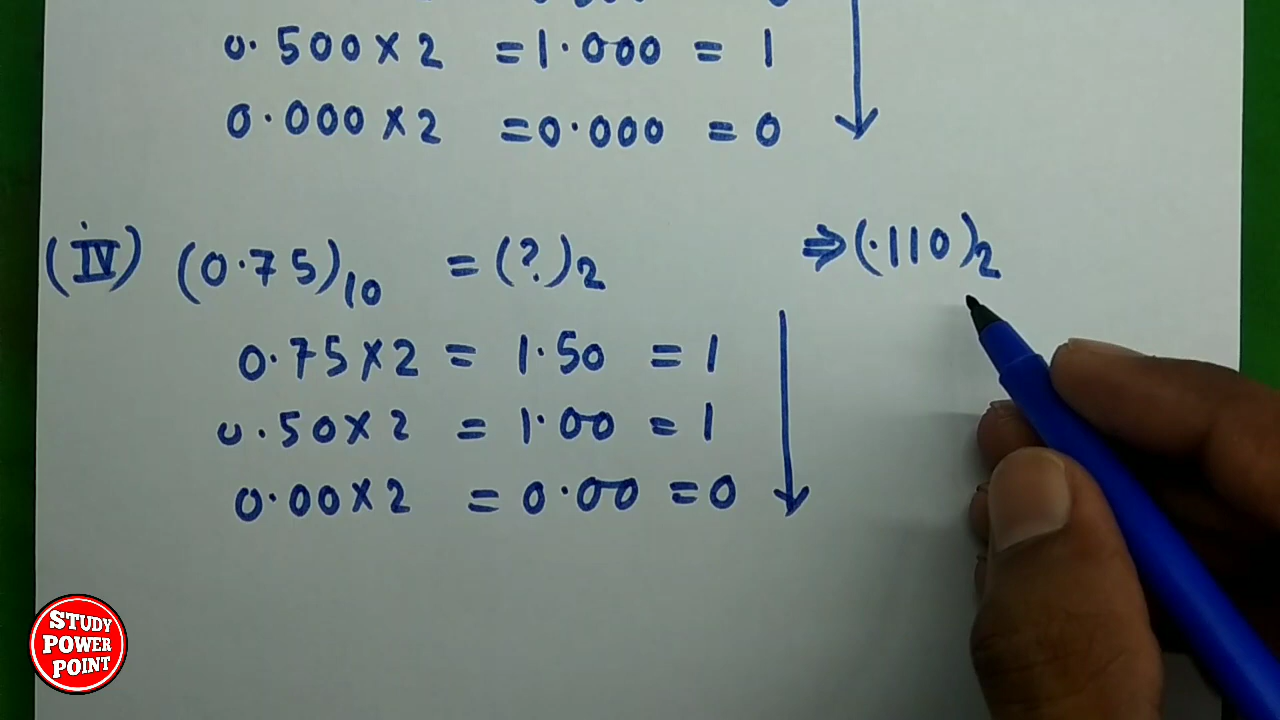 0.500×2 =1.000 = 1
0.000×2 =0.000 =0
(iV) (0.75)10 =(?)2 ⇒(.110)2
0.75×2 = 1.50 = 1
0.50×2 = 1.00 = 1
0.00×2 =0.00 =0
STUDY
POWER
POINT